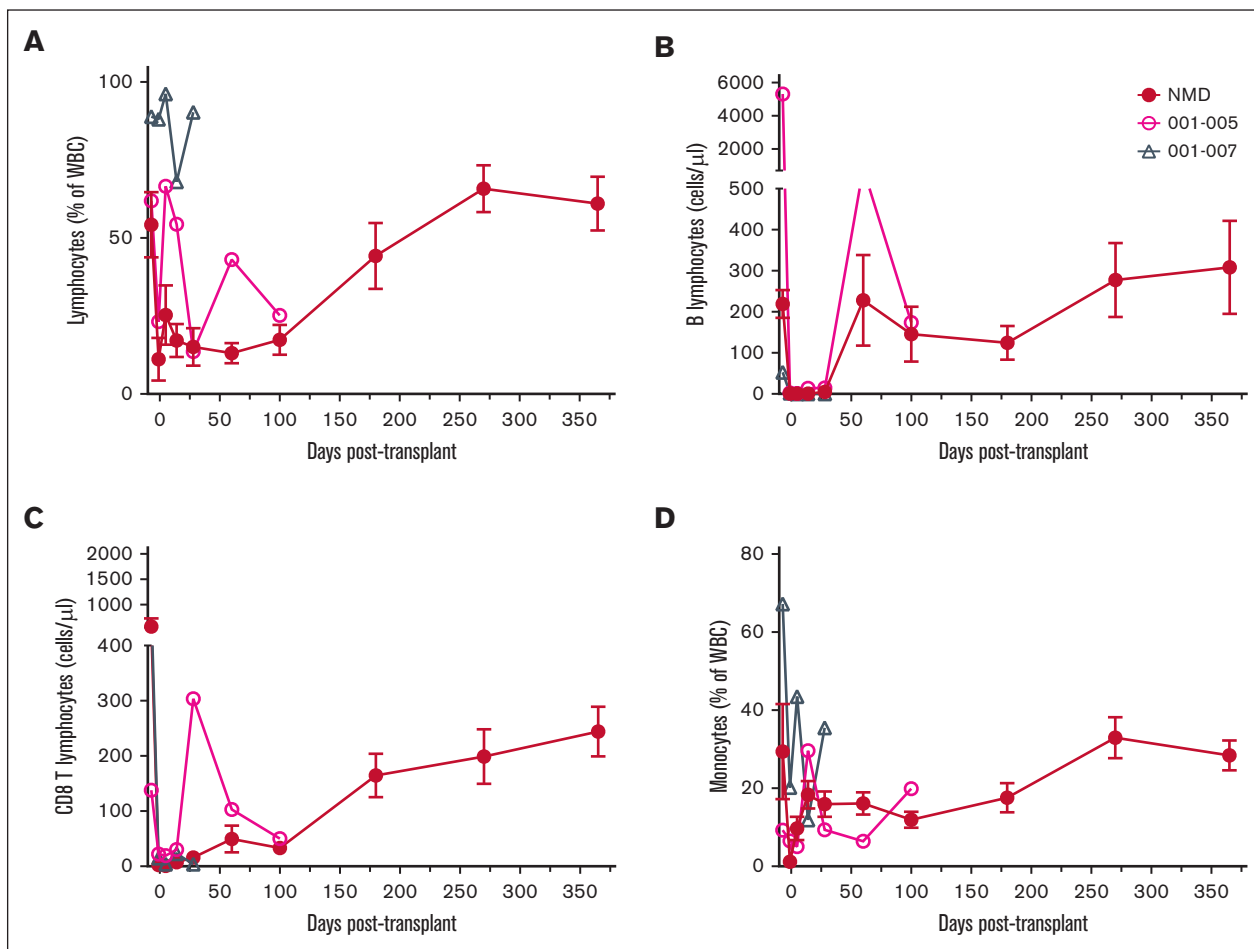 A
Lymphocytes (% of WBC)
100
50
0
0 50 100 150 200 250 300 350
Days post-transplant
B
B lymphocytes (cells/µl)
6000
4000
2000
500
400
300
200
100
0
0 50 100 150 200 250 300 350
Days post-transplant
NMD
001-005
001-007
C
CD8 T lymphocytes (cells/µl)
2000
1500
1000
400
300
200
100
0
0 50 100 150 200 250 300 350
Days post-transplant
D
Monocytes (% of WBC)
80
60
40
20
0
0 50 100 150 200 250 300 350
Days post-transplant